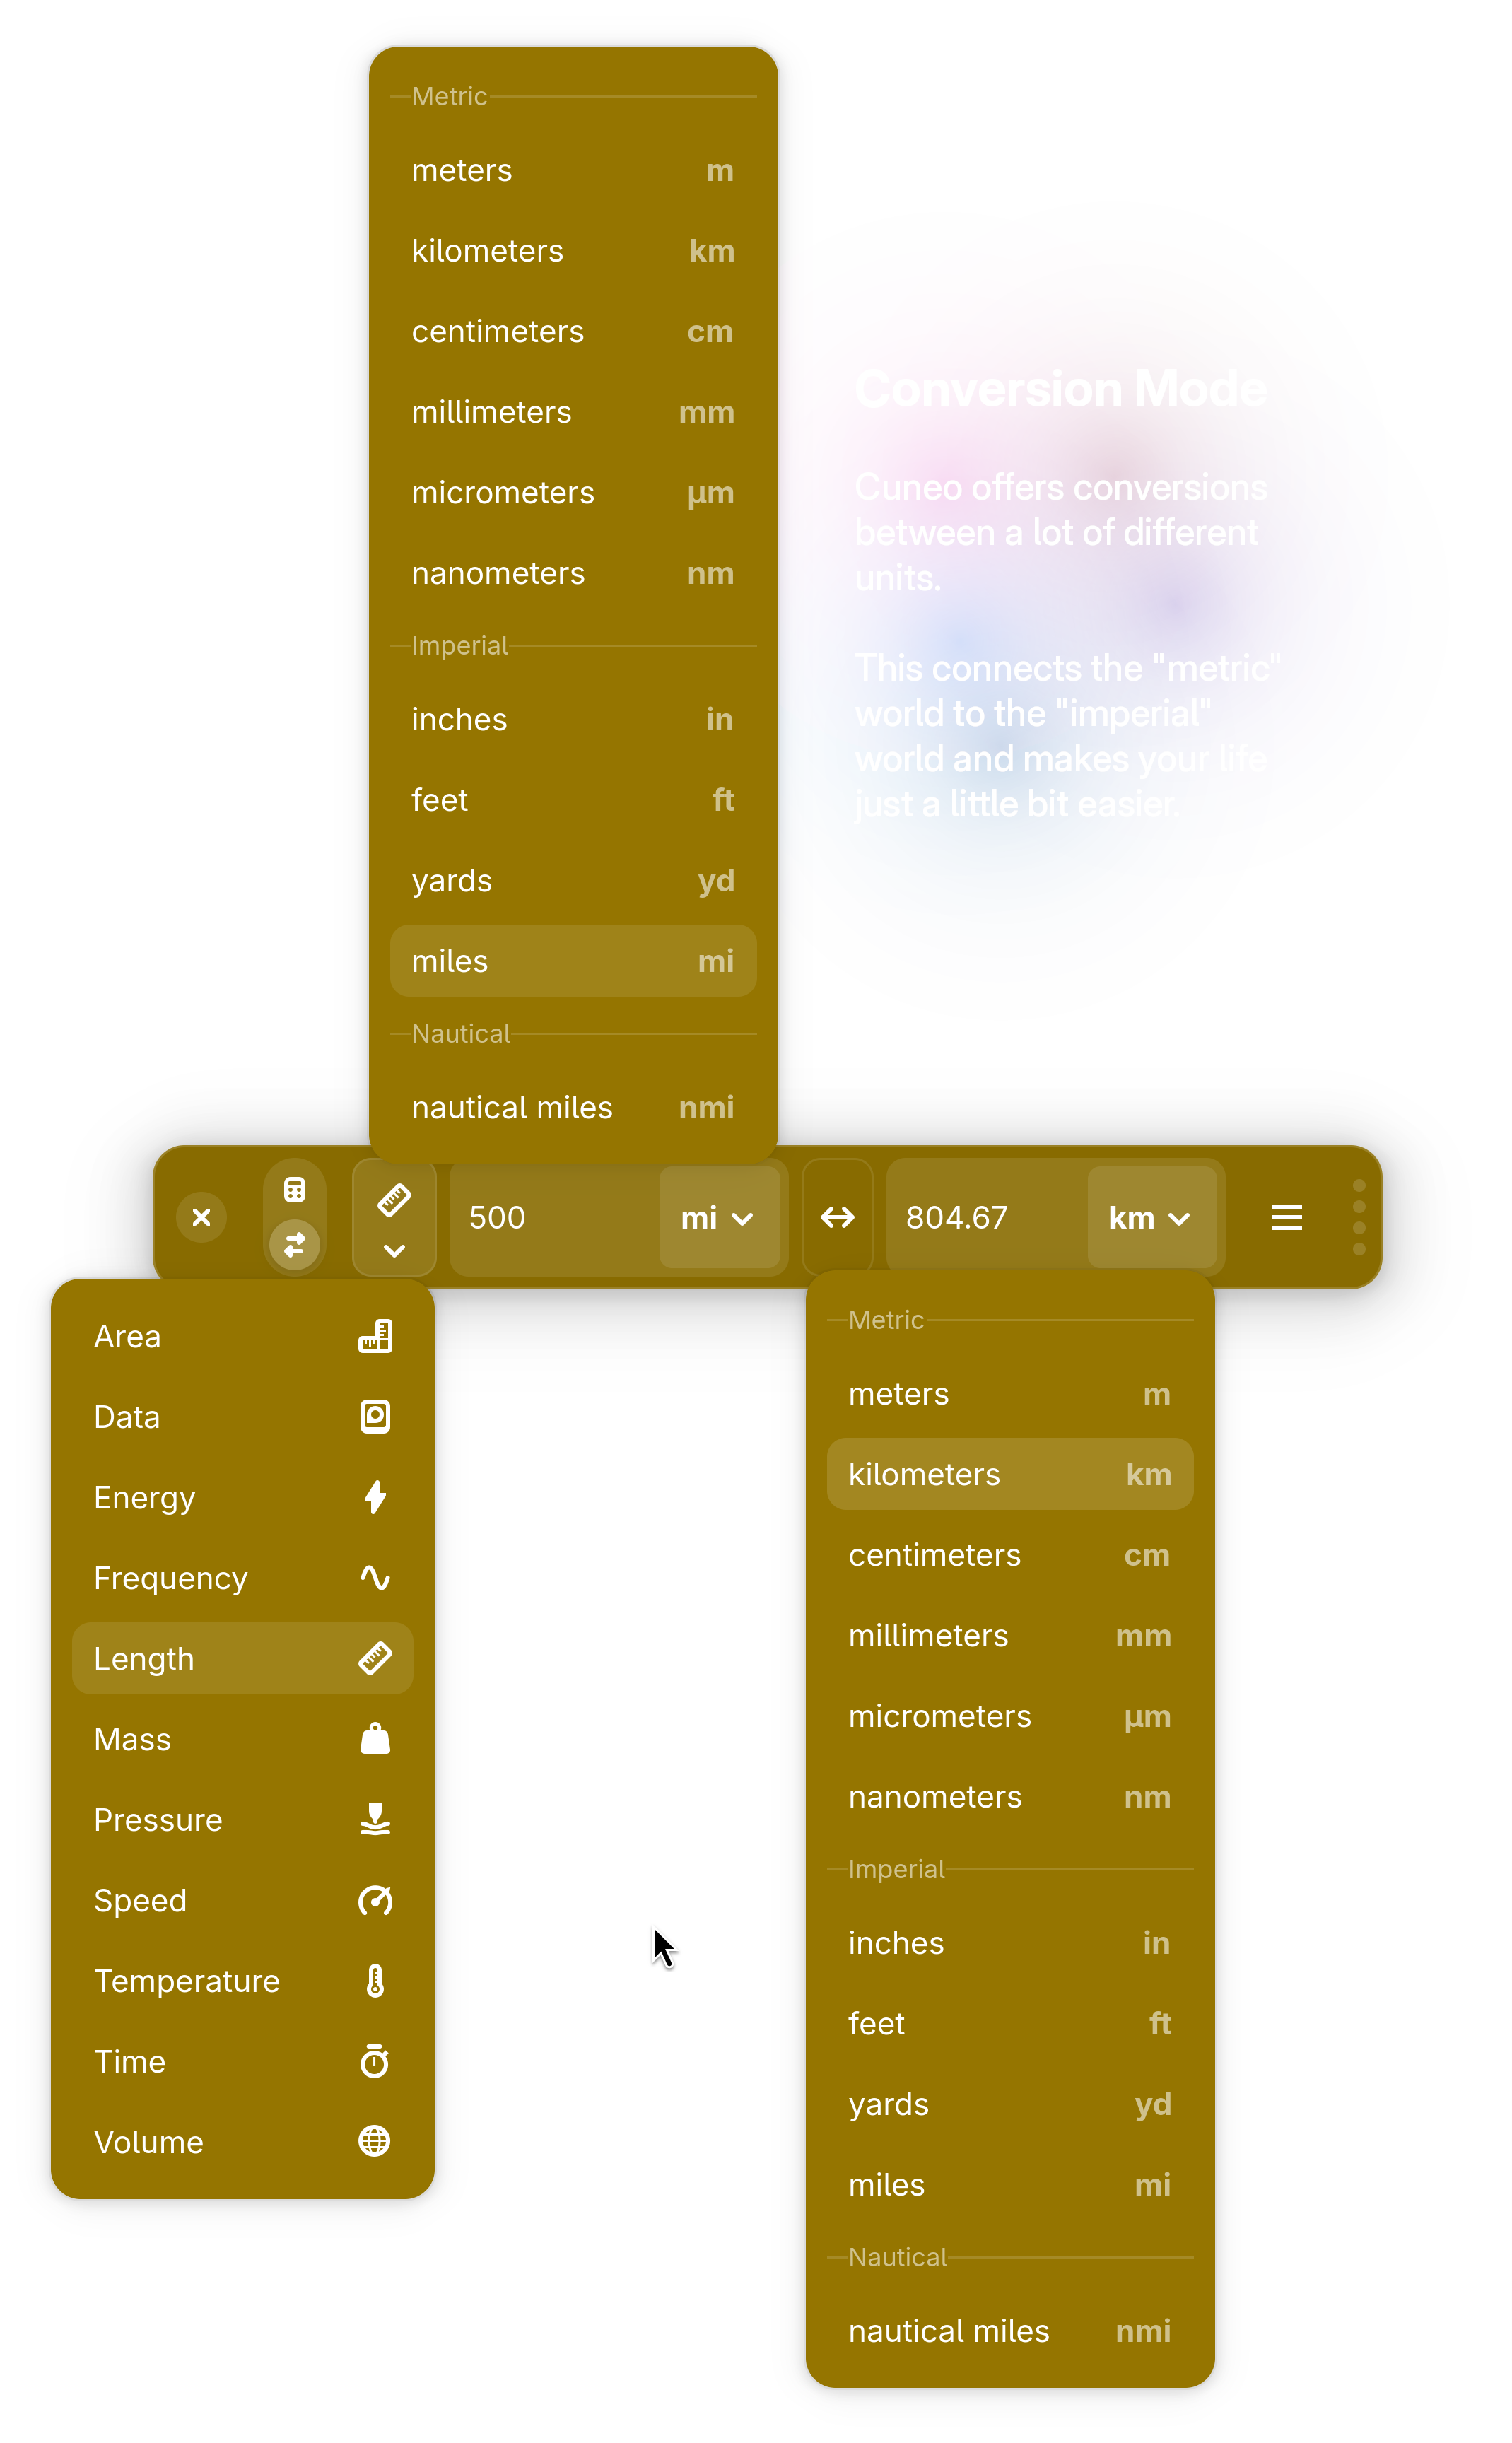 Metric
meters m
kilometers km
centimeters cm
millimeters mm
micrometers µm
nanometers nm
Imperial
inches in
feet ft
yards yd
miles mi
Nautical
nautical miles nmi
Conversion Mode
Cuneo offers conversions
between a lot of different
units.
This connects the "metric"
world to the "imperial"
world and makes your life
just a little bit easier.
500 mi 804.67 km
Area
Data
Energy
Frequency
Length
Mass
Pressure
Speed
Temperature
Time
Volume
Metric
meters m
kilometers km
centimeters cm
millimeters mm
micrometers µm
nanometers nm
Imperial
inches in
feet ft
yards yd
miles mi
Nautical
nautical miles nmi